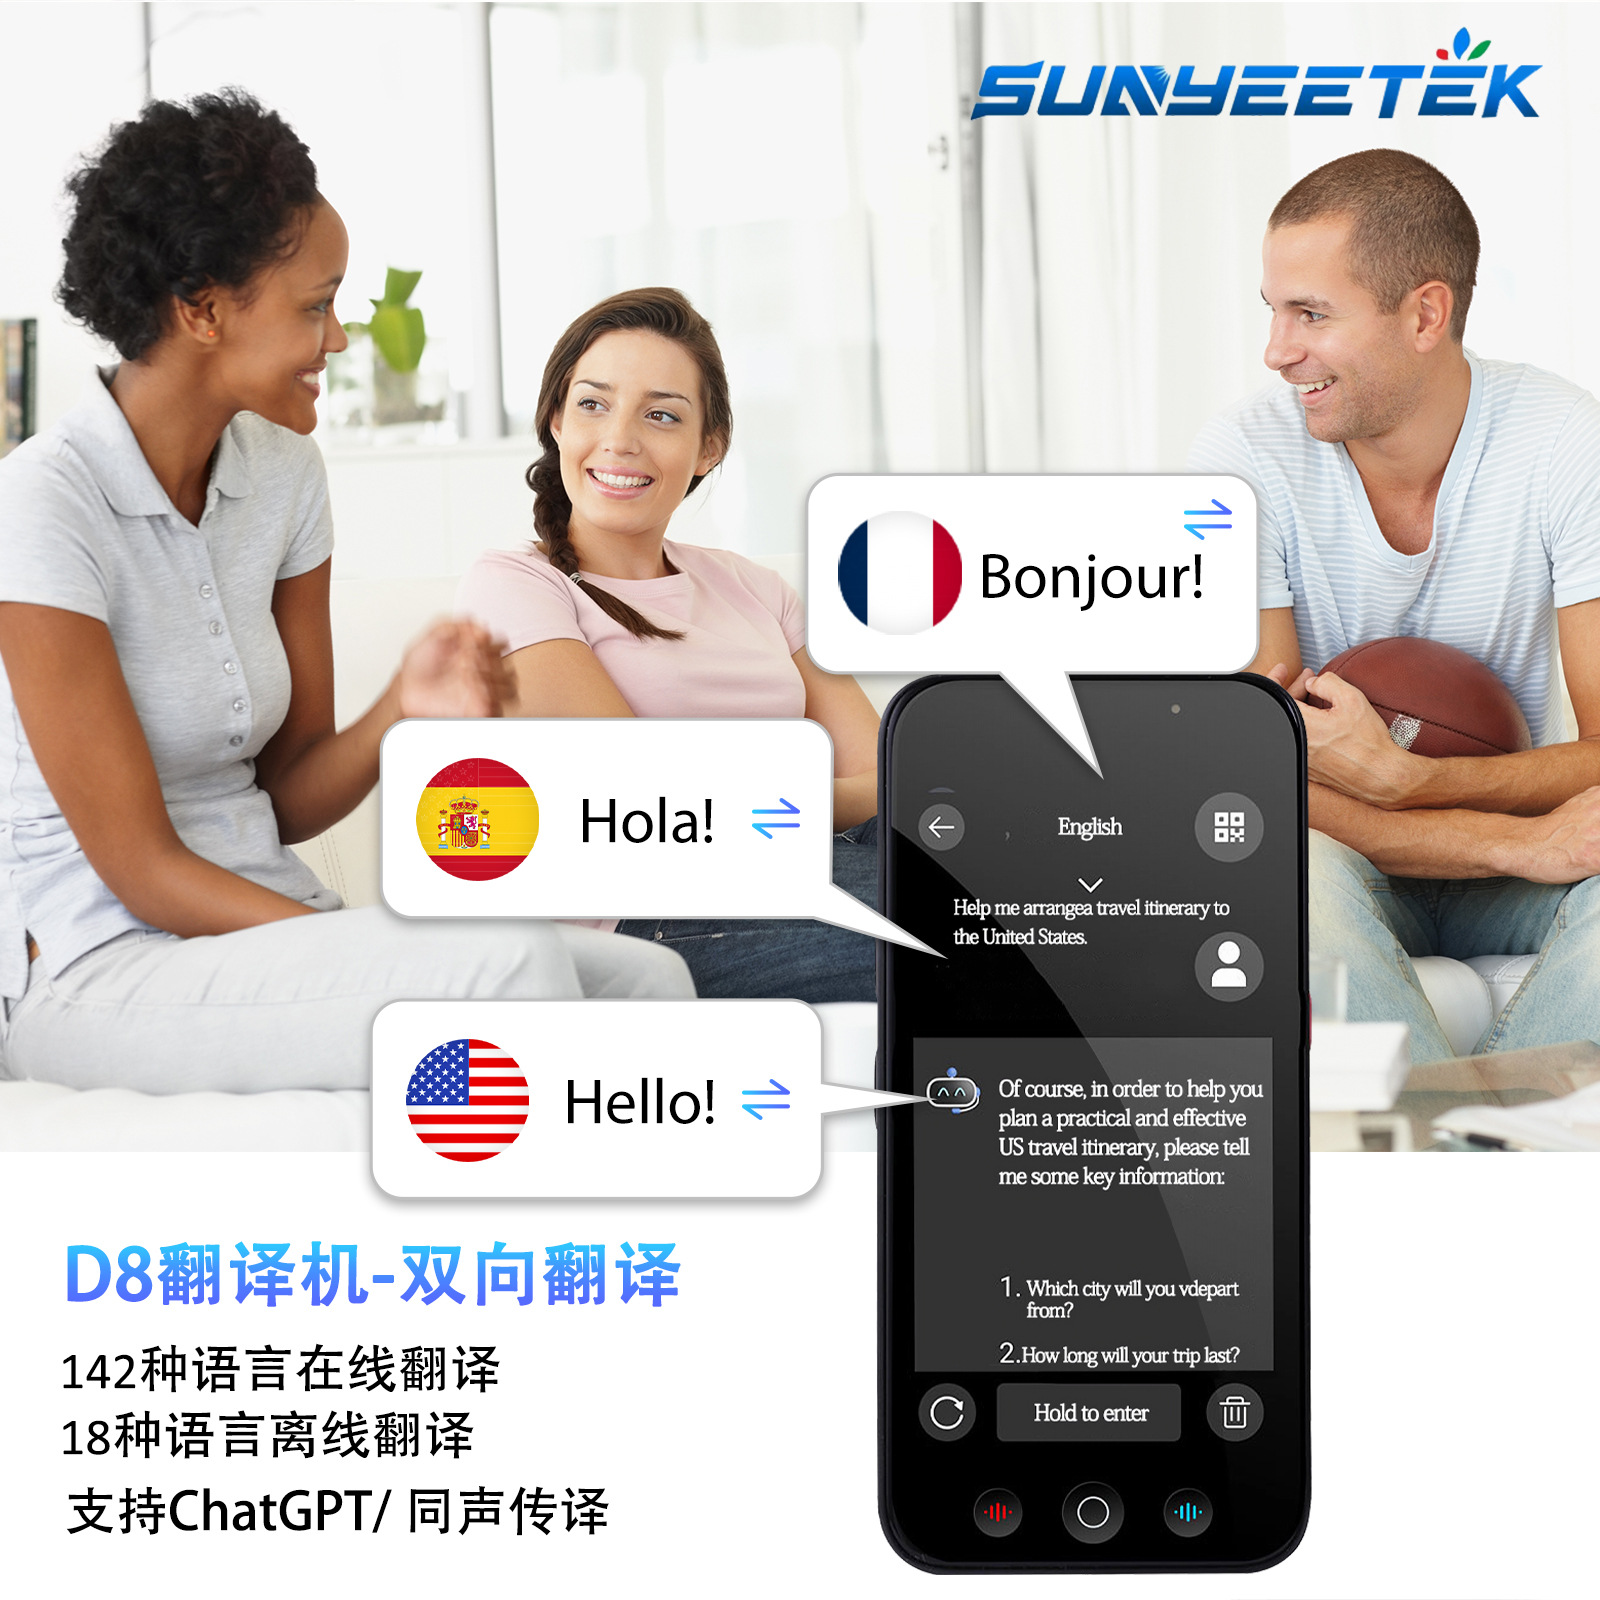 SUNYEETEK
Bonjour!
Hola!
Hello!
English
Help me arrangea travel itinerary to
the United States.
Of course, in order to help you
plan a practical and effective
US travel itinerary, please tell
me some key information:
1. Which city will you vdepart
from?
2.How long will your trip last?
Hold to enter
D8翻译机-双向翻译
142种语言在线翻译
18种语言离线翻译
支持ChatGPT/ 同声传译